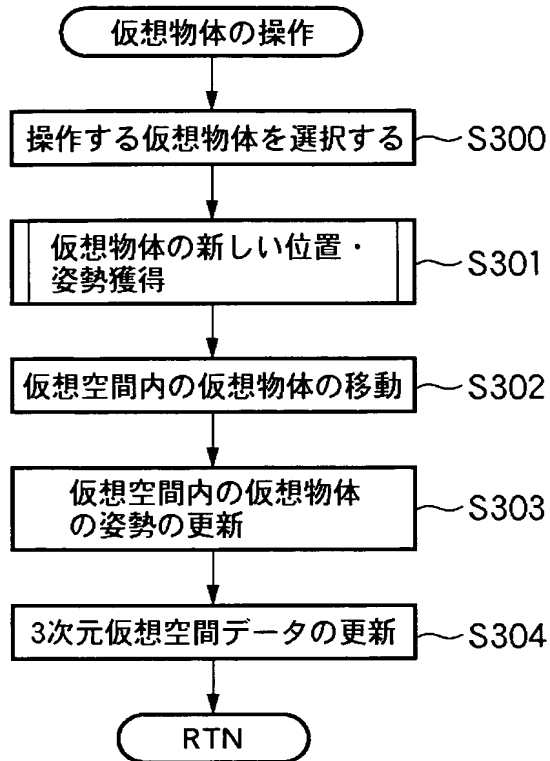 仮想物体の操作
操作する仮想物体を選択する
S300
仮想物体の新しい位置・
姿勢獲得
S301
仮想空間内の仮想物体の移動
S302
仮想空間内の仮想物体
の姿勢の更新
S303
3次元仮想空間データの更新
S304
RTN